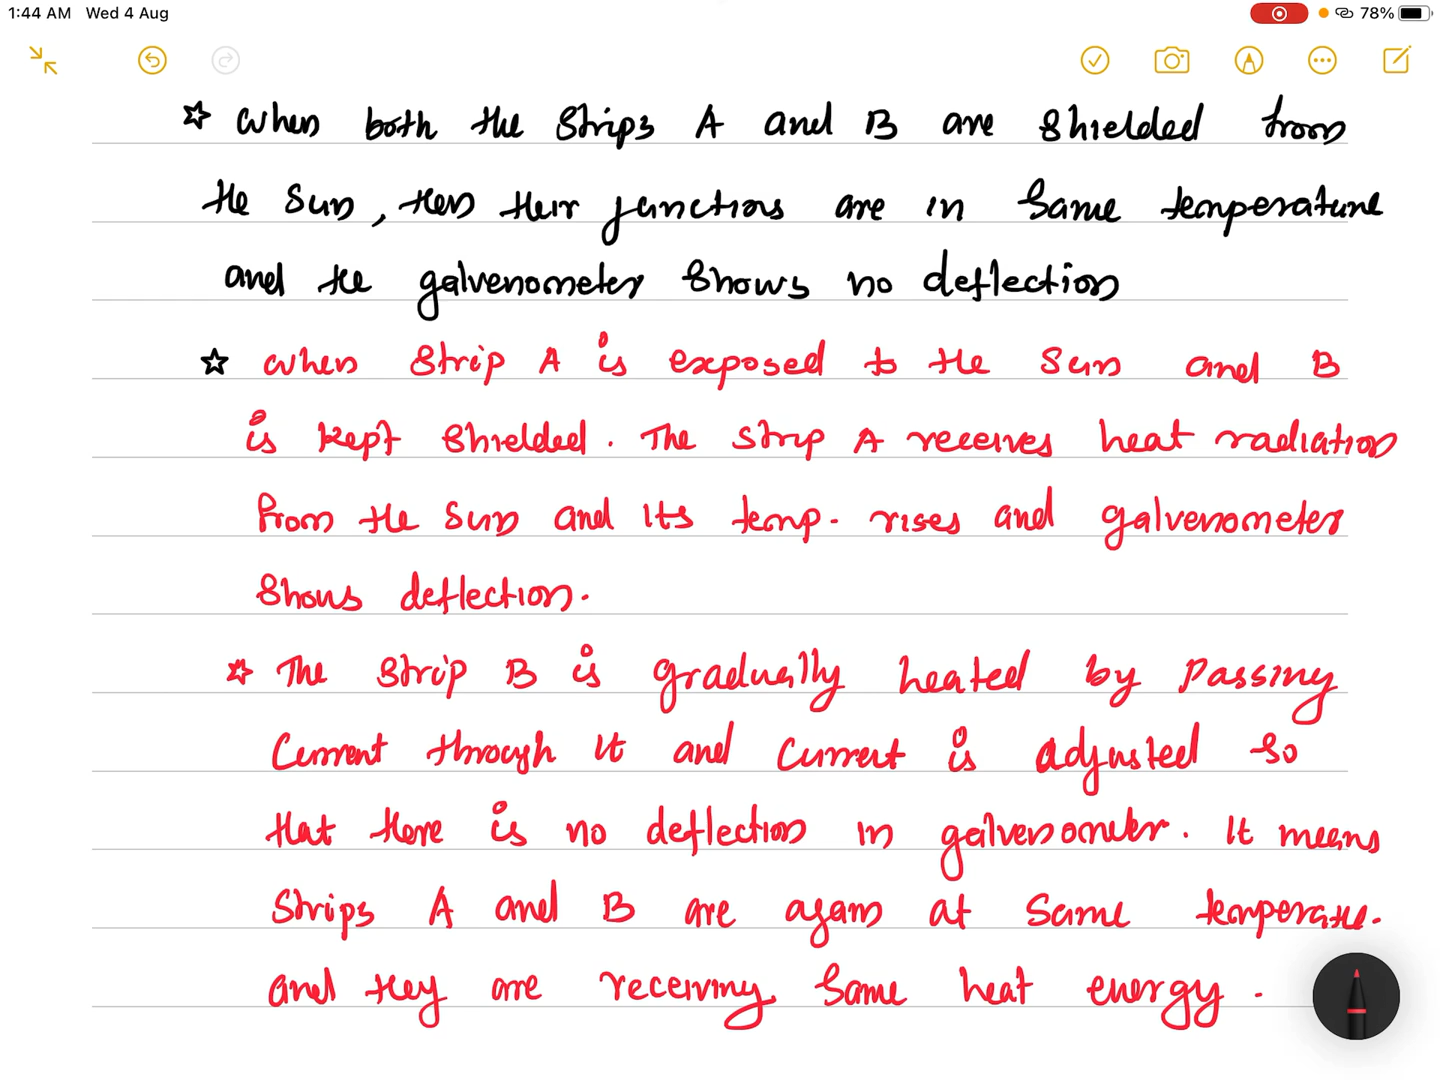 1:44 AM Wed 4 Aug 78%
☆ When both the Strips A and B are Shielded from
the Sun, then their junctions are in Same temperature
and the galvenometer Shows no deflection
☆ When Strip A is exposed to the Sun and B
is kept Shielded. The Strip A receives heat radiation
from the Sun and its temp. rises and galvenometer
Shows deflection.
☆ The Strip B is gradually heated by Passing
Current through it and Current is adjusted so
that there is no deflection in galvenometer. It means
Strips A and B are again at Same temperature.
and they are receiving Same heat energy.